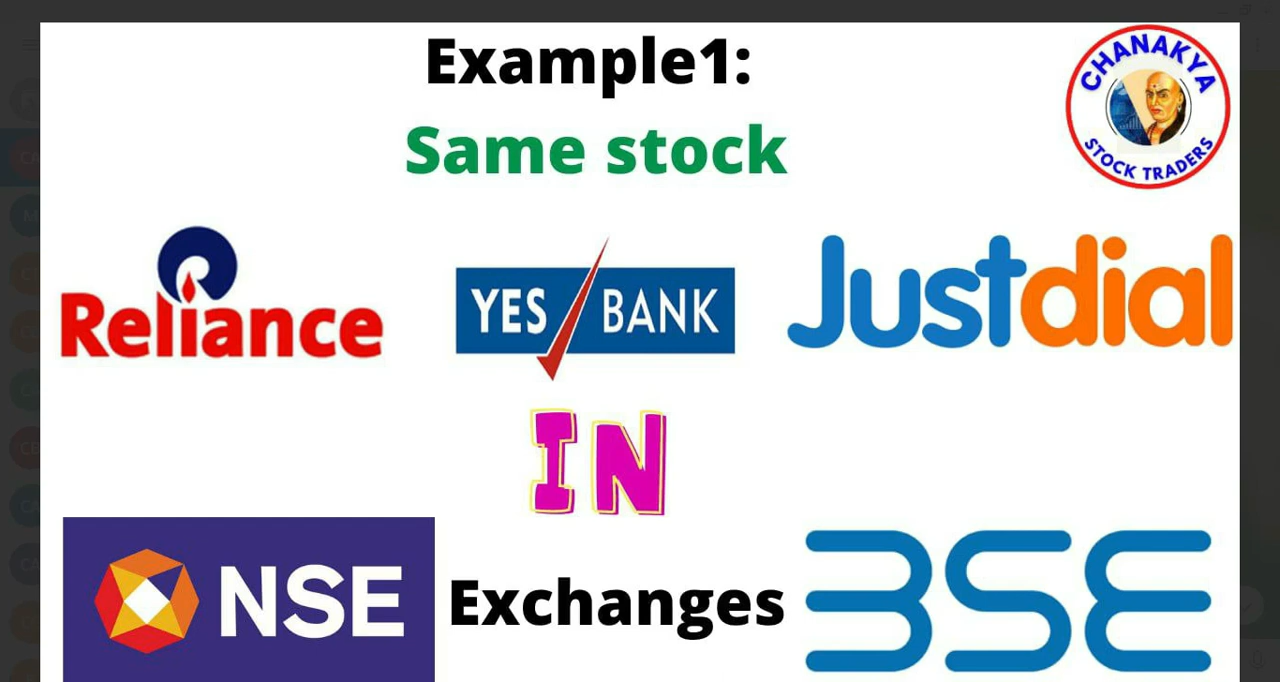 Example1:
Same stock
CHANAKYA
STOCK TRADERS
Reliance
YES BANK
Justdial
IN
NSE
Exchanges
BSE